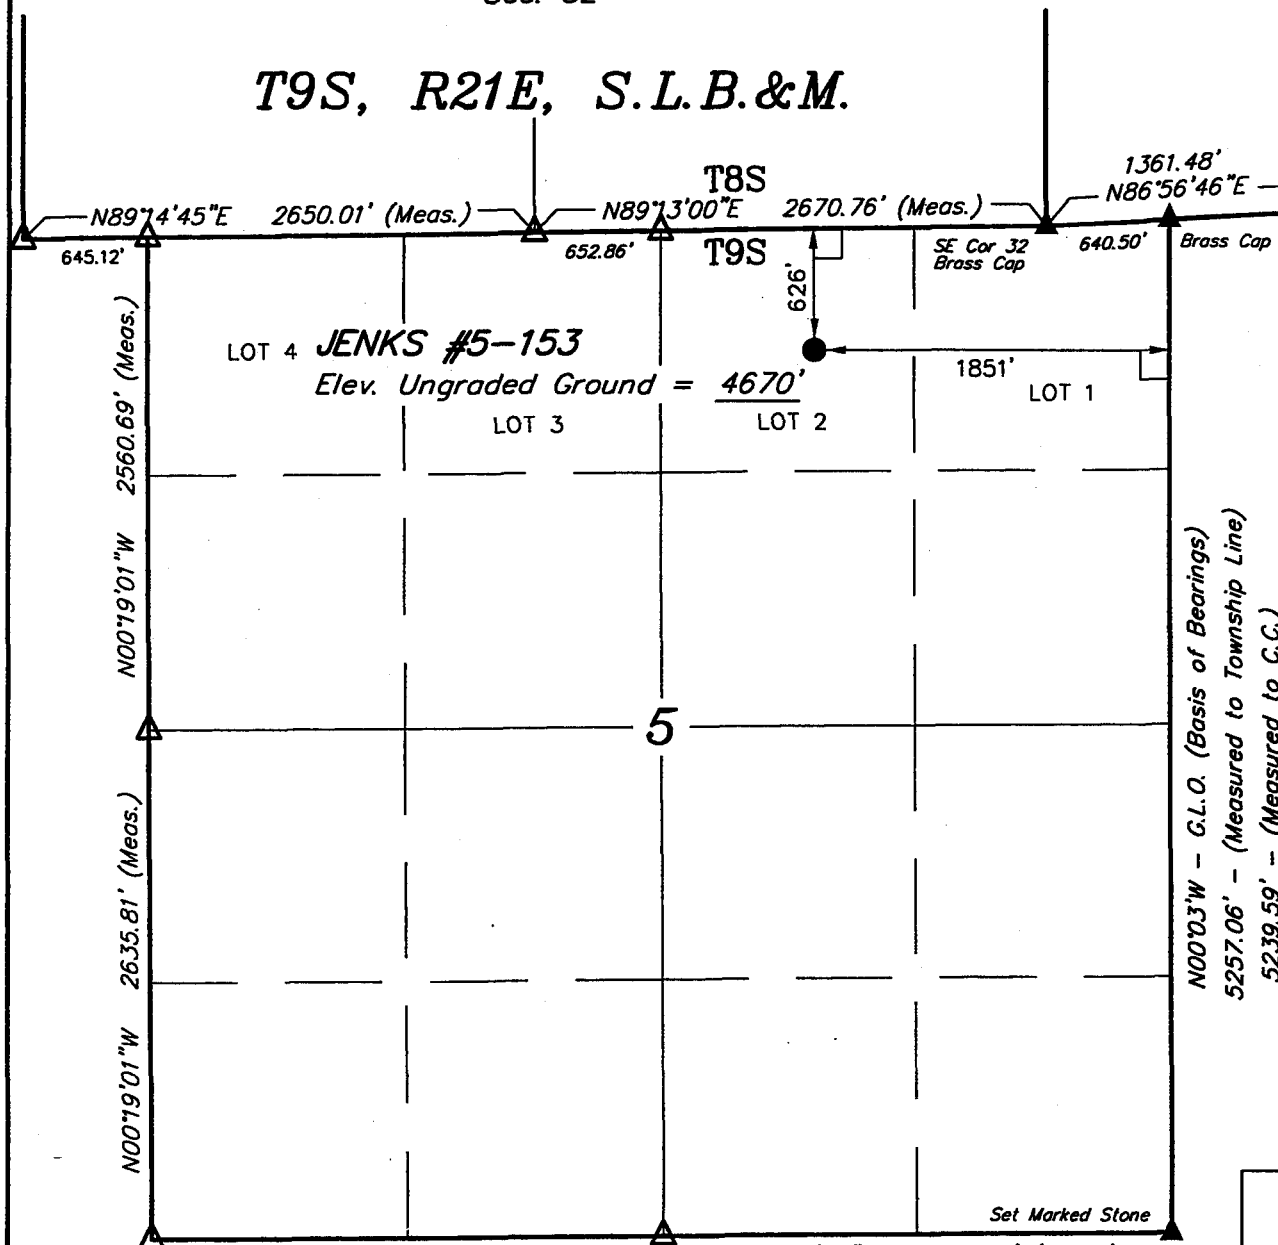 T9S, R21E, S.L.B.&M.
1361.48'
N86°56'46"E
T8S
N89°14'45"E 2650.01' (Meas.)
N89°13'00"E 2670.76' (Meas.)
645.12'
652.86'
T9S
SE Cor 32
Brass Cap
640.50'
Brass Cap
626'
LOT 4 JENKS #5-153
Elev. Ungraded Ground = 4670'
1851'
LOT 1
LOT 3
LOT 2
N00°19'01"W 2560.69' (Meas.)
5
N00°03'W - G.L.O. (Basis of Bearings)
5257.06' - (Measured to Township Line)
5239.59' - (Measured to C.C.)
N00°19'01"W 2635.81' (Meas.)
Set Marked Stone